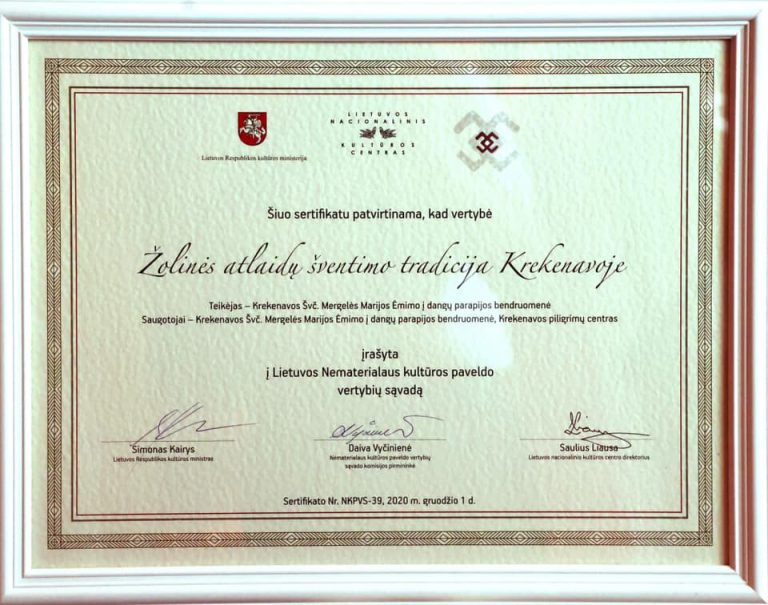 Lietuvos Respublikos kultūros ministerija
LIETUVOS
NACIONALINIS
KULTŪROS
CENTRAS
Šiuo sertifikatu patvirtinama, kad vertybė
Žolinės atlaidų šventimo tradicija Krekenavoje
Teikėjas – Krekenavos Švč. Mergelės Marijos Ėmimo į dangų parapijos bendruomenė
Saugotojai – Krekenavos Švč. Mergelės Marijos Ėmimo į dangų parapijos bendruomenė, Krekenavos piligrimų centras
įrašyta
į Lietuvos Nematerialaus kultūros paveldo
vertybių sąvadą
Simonas Kairys
Lietuvos Respublikos kultūros ministras
Daiva Vyčinienė
Nematerialaus kultūros paveldo vertybių
sąvado komisijos pirmininkė
Saulius Liausa
Lietuvos nacionalinio kultūros centro direktorius
Sertifikato Nr. NKPVS-39, 2020 m. gruodžio 1 d.